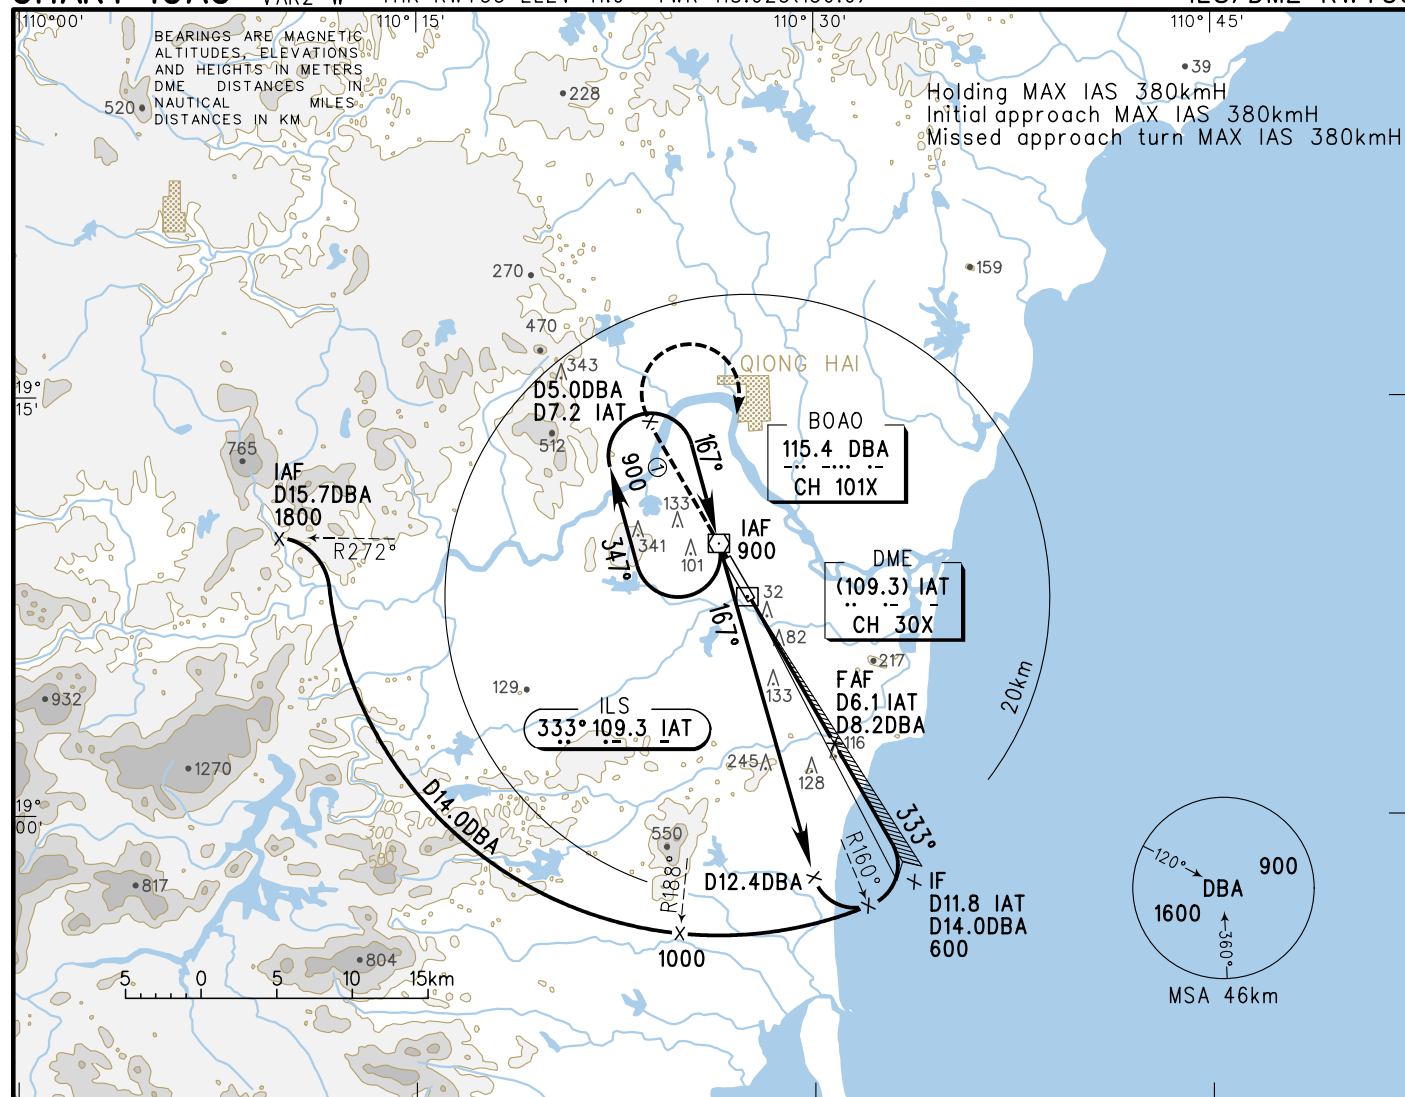 VAR2° W
110°00'
110°15'
110°30'
110°45'
BEARINGS ARE MAGNETIC
ALTITUDES, ELEVATIONS
AND HEIGHTS IN METERS
DME DISTANCES IN
NAUTICAL MILES
DISTANCES IN KM
Holding MAX IAS 380kmH
Initial approach MAX IAS 380kmH
Missed approach turn MAX IAS 380kmH
39
520
228
159
270
470
343
QIONG HAI
19°
15'
D5.0DBA
D7.2 IAT
512
765
BOAO
115.4 DBA
CH 101X
IAF
D15.7DBA
1800
R272°
900
1
167°
347°
133
341
101
IAF
900
DME
(109.3) IAT
CH 30X
32
82
167°
133
217
20km
932
129
ILS
333° 109.3 IAT
FAF
D6.1 IAT
D8.2DBA
116
245
128
1270
D14.0DBA
19°
00'
300
550
R188°
R160°
333°
D12.4DBA
IF
D11.8 IAT
D14.0DBA
600
817
1000
804
5 0 5 10 15km
120°
DBA
900
1600
360°
MSA 46km